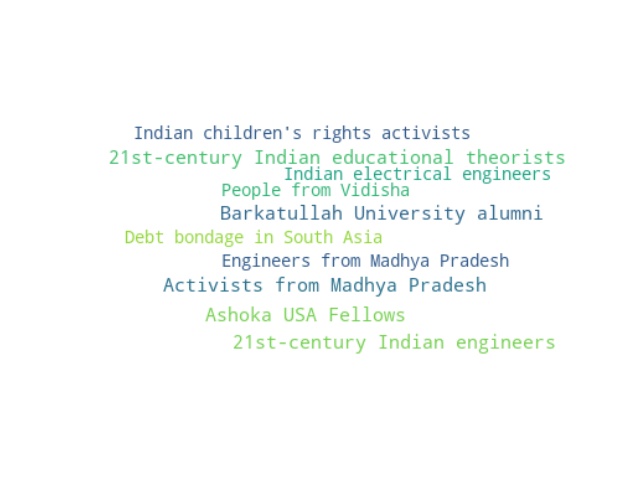 Indian children's rights activists
21st-century Indian educational theorists
Indian electrical engineers
People from Vidisha
Barkatullah University alumni
Debt bondage in South Asia
Engineers from Madhya Pradesh
Activists from Madhya Pradesh
Ashoka USA Fellows
21st-century Indian engineers